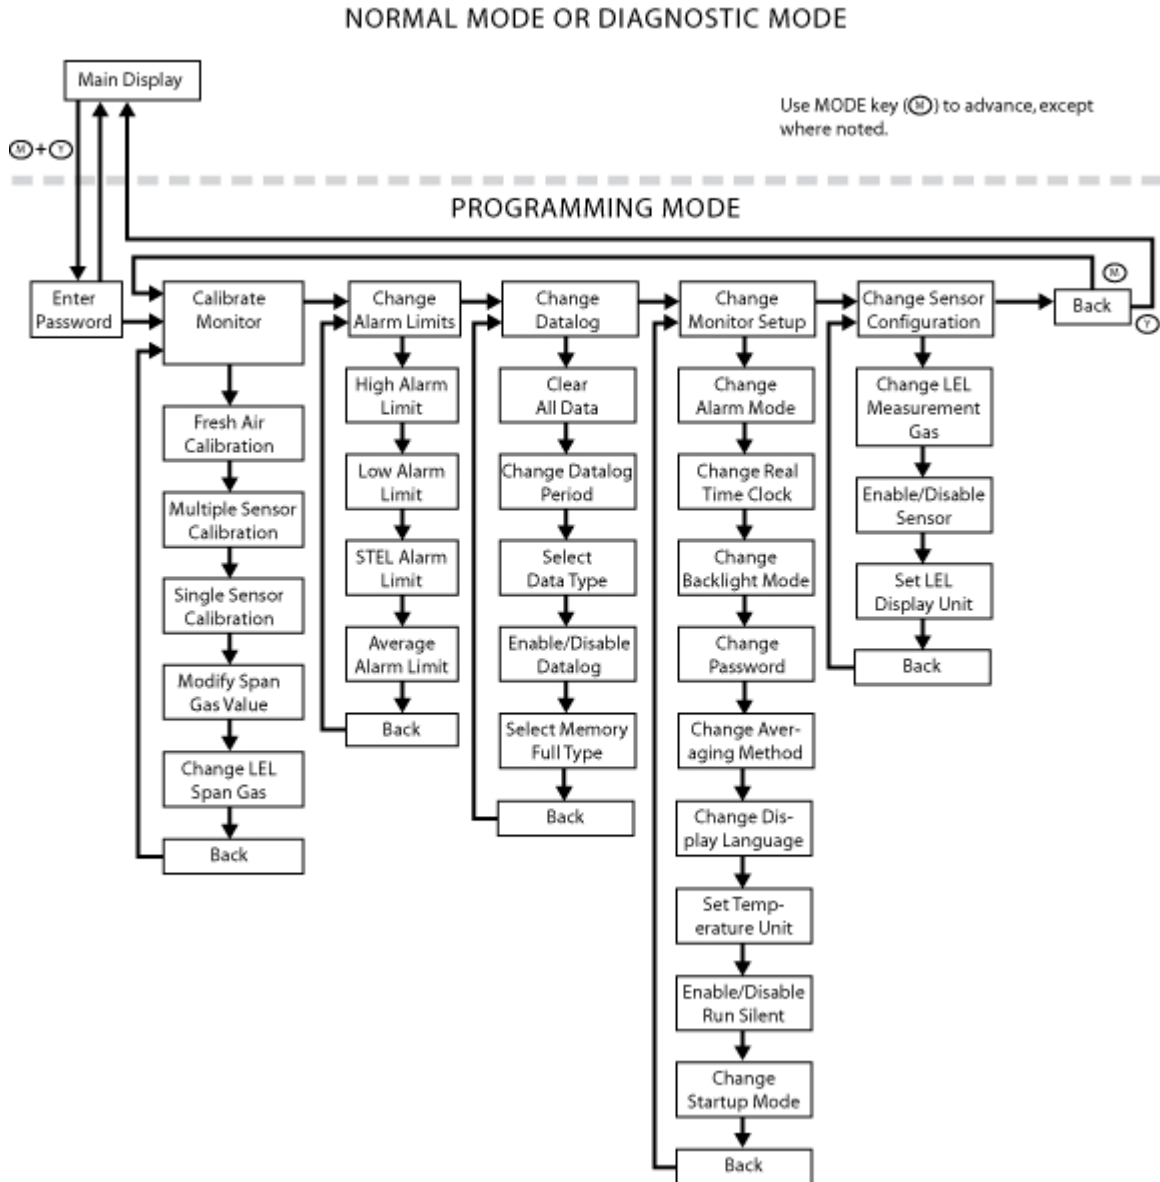 NORMAL MODE OR DIAGNOSTIC MODE
Main Display
Use MODE key (M) to advance, except
where noted.
M + Y
PROGRAMMING MODE
Enter
Password
Calibrate
Monitor
Change
Alarm Limits
Change
Datalog
Change
Monitor Setup
Change Sensor
Configuration
M
Back
Y
Fresh Air
Calibration
Multiple Sensor
Calibration
Single Sensor
Calibration
Modify Span
Gas Value
Change LEL
Span Gas
Back
High Alarm
Limit
Low Alarm
Limit
STEL Alarm
Limit
Average
Alarm Limit
Back
Clear
All Data
Change Datalog
Period
Select
Data Type
Enable/Disable
Datalog
Select Memory
Full Type
Back
Change
Alarm Mode
Change Real
Time Clock
Change
Backlight Mode
Change
Password
Change Aver-
aging Method
Change Dis-
play Language
Set Temp-
erature Unit
Enable/Disable
Run Silent
Change
Startup Mode
Back
Change LEL
Measurement
Gas
Enable/Disable
Sensor
Set LEL
Display Unit
Back